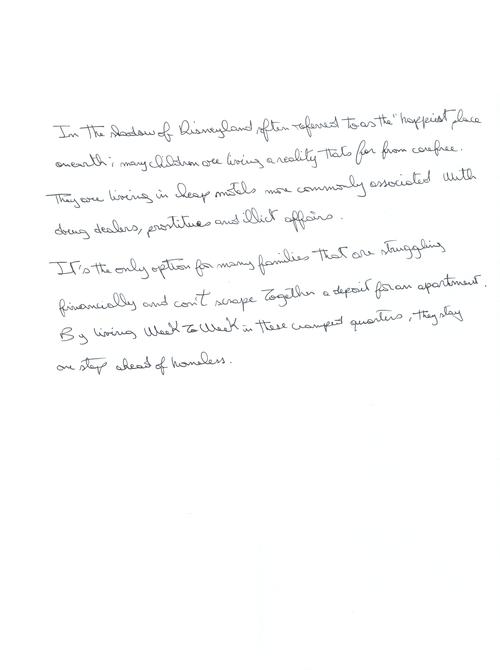 In the shadow of Disneyland, often referred to as the "happiest place
on earth; many children are living a reality thats far from carefree.
They are living in cheap motels more commonly associated with
drug dealers, prostitues and illict affairs.
It's the only option for many families that are struggling
financially and can't scrape together a deposit for an apartment.
By living Week to Week in these cramped quarters, they stay
one step ahead of homeless.